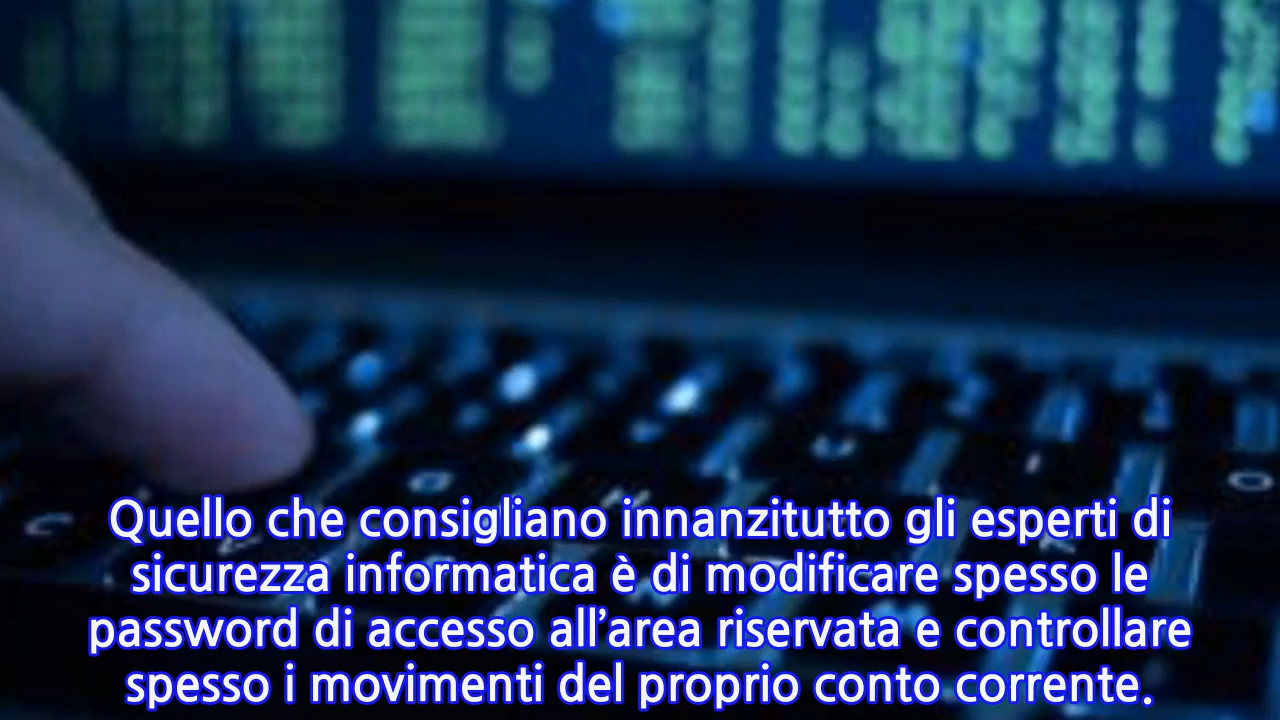 Quello che consigliano innanzitutto gli esperti di
sicurezza informatica è di modificare spesso le
password di accesso all’area riservata e controllare
spesso i movimenti del proprio conto corrente.